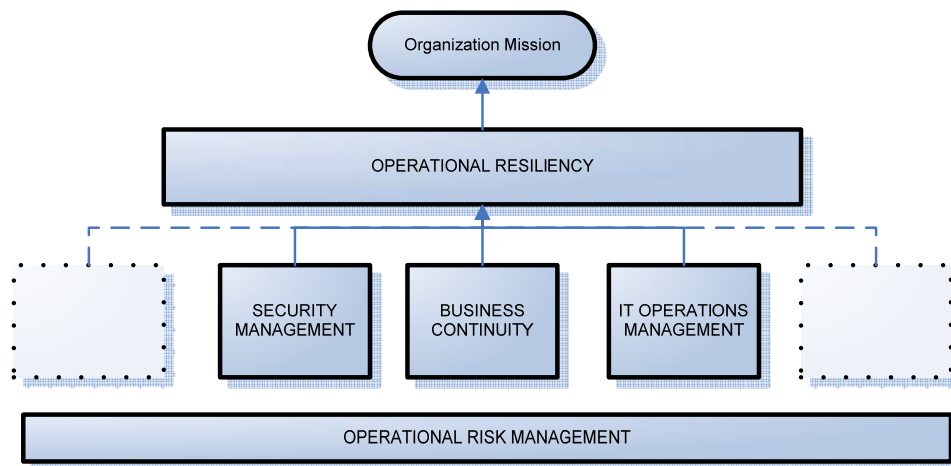 Organization Mission
OPERATIONAL RESILIENCY
SECURITY
MANAGEMENT
BUSINESS
CONTINUITY
IT OPERATIONS
MANAGEMENT
OPERATIONAL RISK MANAGEMENT